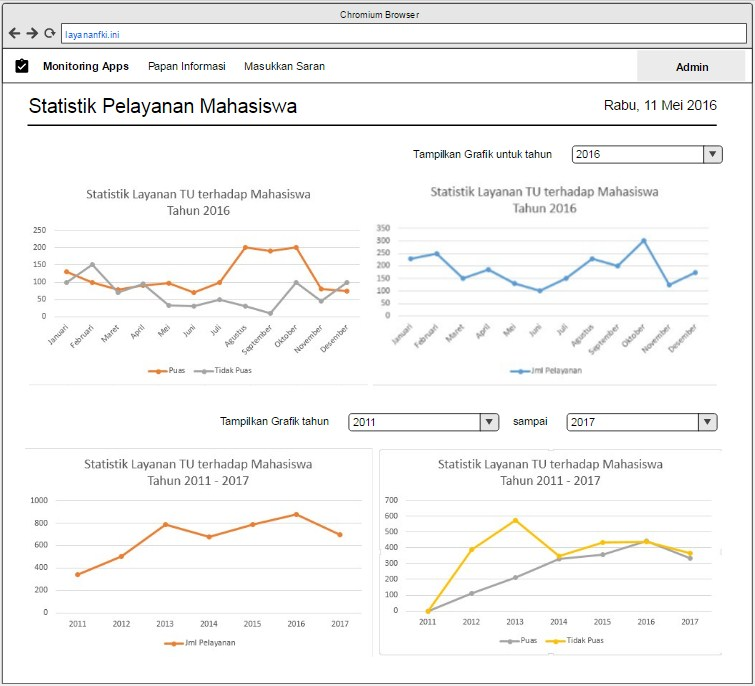 Chromium Browser
layananfki.ini
Monitoring Apps Papan Informasi Masukkan Saran Admin
Statistik Pelayanan Mahasiswa Rabu, 11 Mei 2016
Tampilkan Grafik untuk tahun 2016
Statistik Layanan TU terhadap Mahasiswa
Tahun 2016
250
200
150
100
50
0
Januari Februari Maret April Mei Juni Juli Agustus September Oktober November Desember
Puas Tidak Puas
Statistik Layanan TU terhadap Mahasiswa
Tahun 2016
350
300
250
200
150
100
50
0
Januari Februari Maret April Mei Juni Juli Agustus September Oktober November Desember
Jml Pelayanan
Tampilkan Grafik tahun 2011 sampai 2017
Statistik Layanan TU terhadap Mahasiswa
Tahun 2011 - 2017
1000
800
600
400
200
0
2011 2012 2013 2014 2015 2016 2017
Jml Pelayanan
Statistik Layanan TU terhadap Mahasiswa
Tahun 2011 - 2017
700
600
500
400
300
200
100
0
2011 2012 2013 2014 2015 2016 2017
Puas Tidak Puas